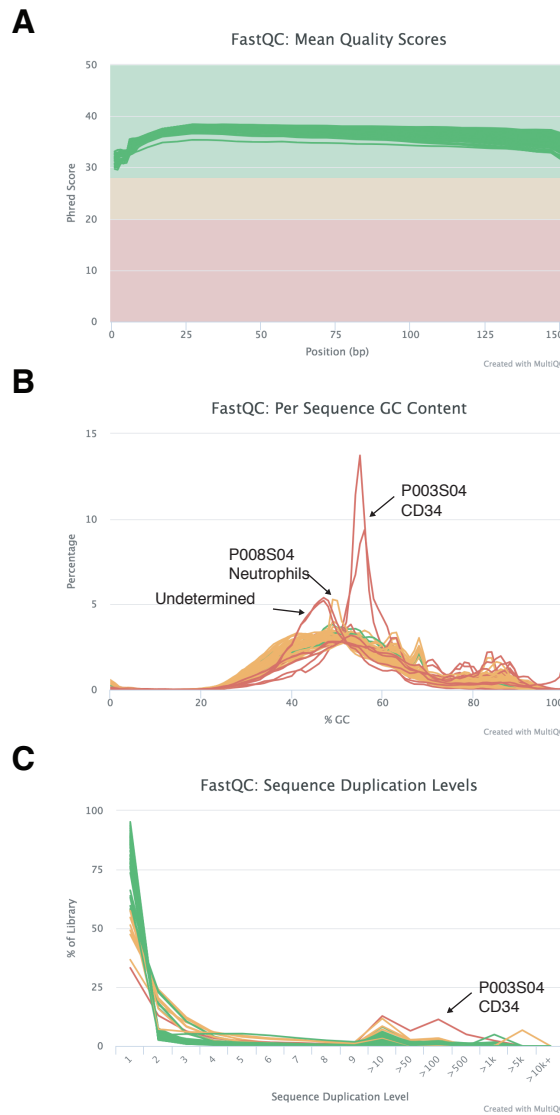 A
FastQC: Mean Quality Scores
50
40
30
20
10
0
Phred Score
0 25 50 75 100 125 150
Position (bp)
Created with MultiQ
B
FastQC: Per Sequence GC Content
15
10
5
0
Percentage
P003S04
CD34
P008S04
Neutrophils
Undetermined
0 20 40 60 80 100
% GC
Created with MultiQ
C
FastQC: Sequence Duplication Levels
100
75
50
25
0
% of Library
P003S04
CD34
1 2 3 4 5 6 7 8 9 >10 >50 >100 >500 >1k >5k >10k+
Sequence Duplication Level
Created with MultiQ